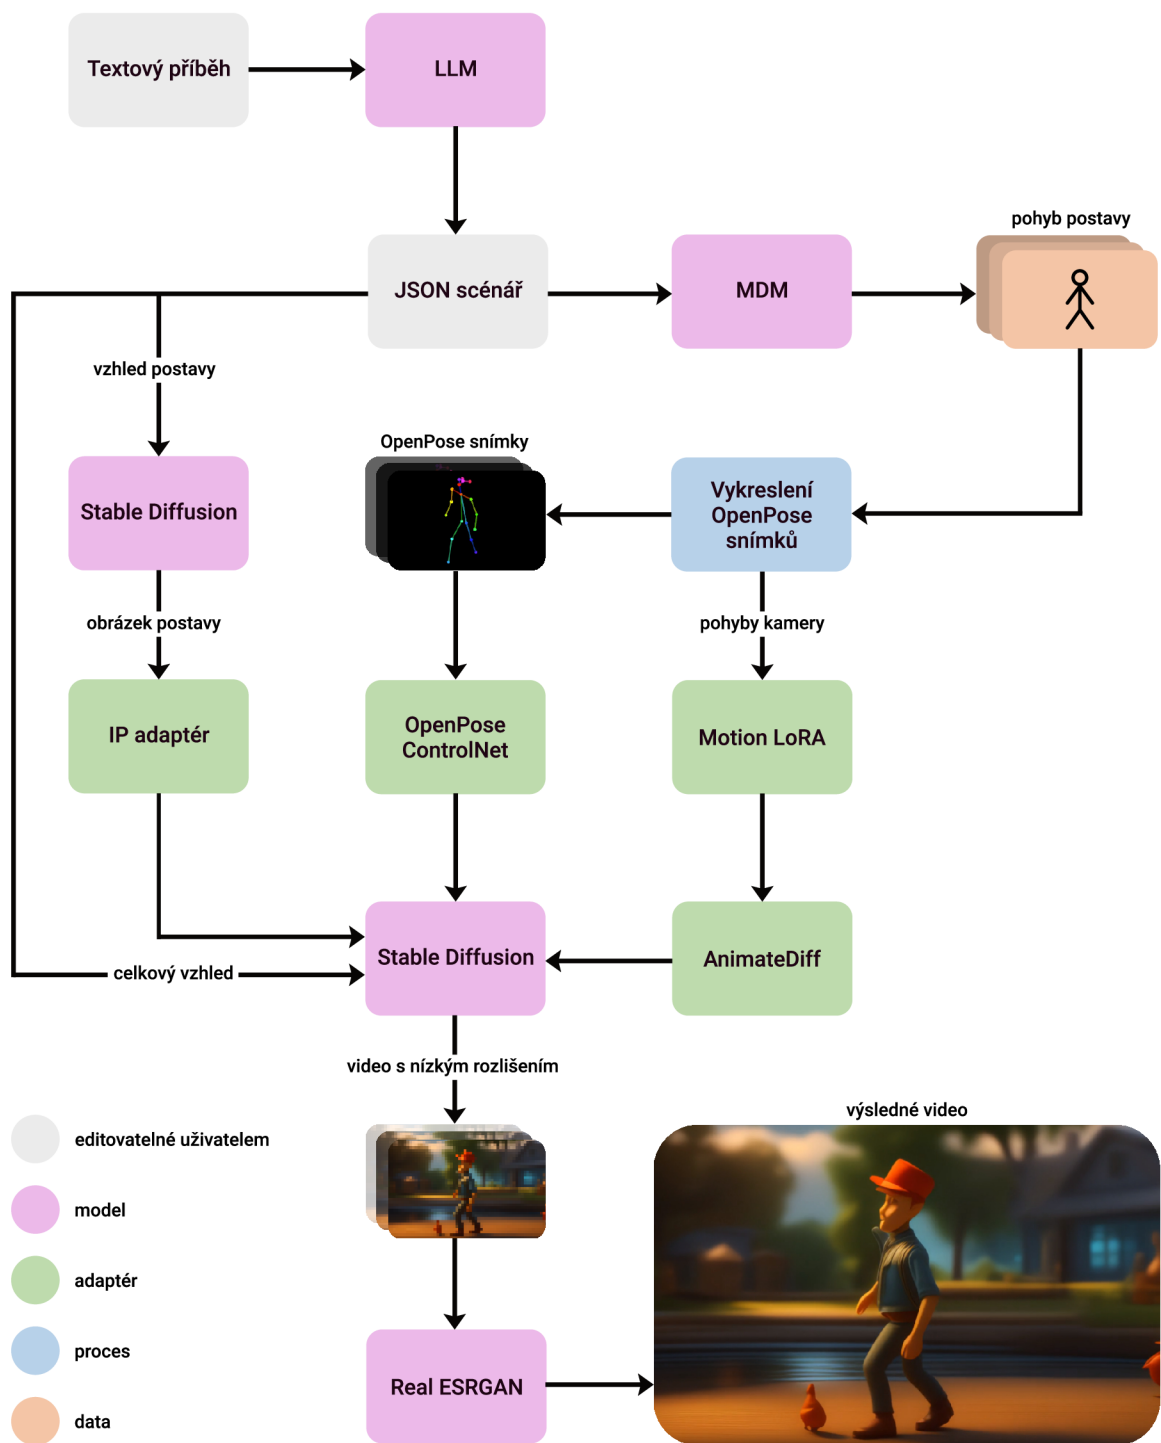 Textový příběh
LLM
pohyb postavy
JSON scénář
MDM
vzhled postavy
OpenPose snímky
Stable Diffusion
Vykreslení
OpenPose
snímků
obrázek postavy
pohyby kamery
IP adaptér
OpenPose
ControlNet
Motion LoRA
Stable Diffusion
AnimateDiff
celkový vzhled
video s nízkým rozlišením
výsledné video
editovatelné uživatelem
model
adaptér
proces
Real ESRGAN
data